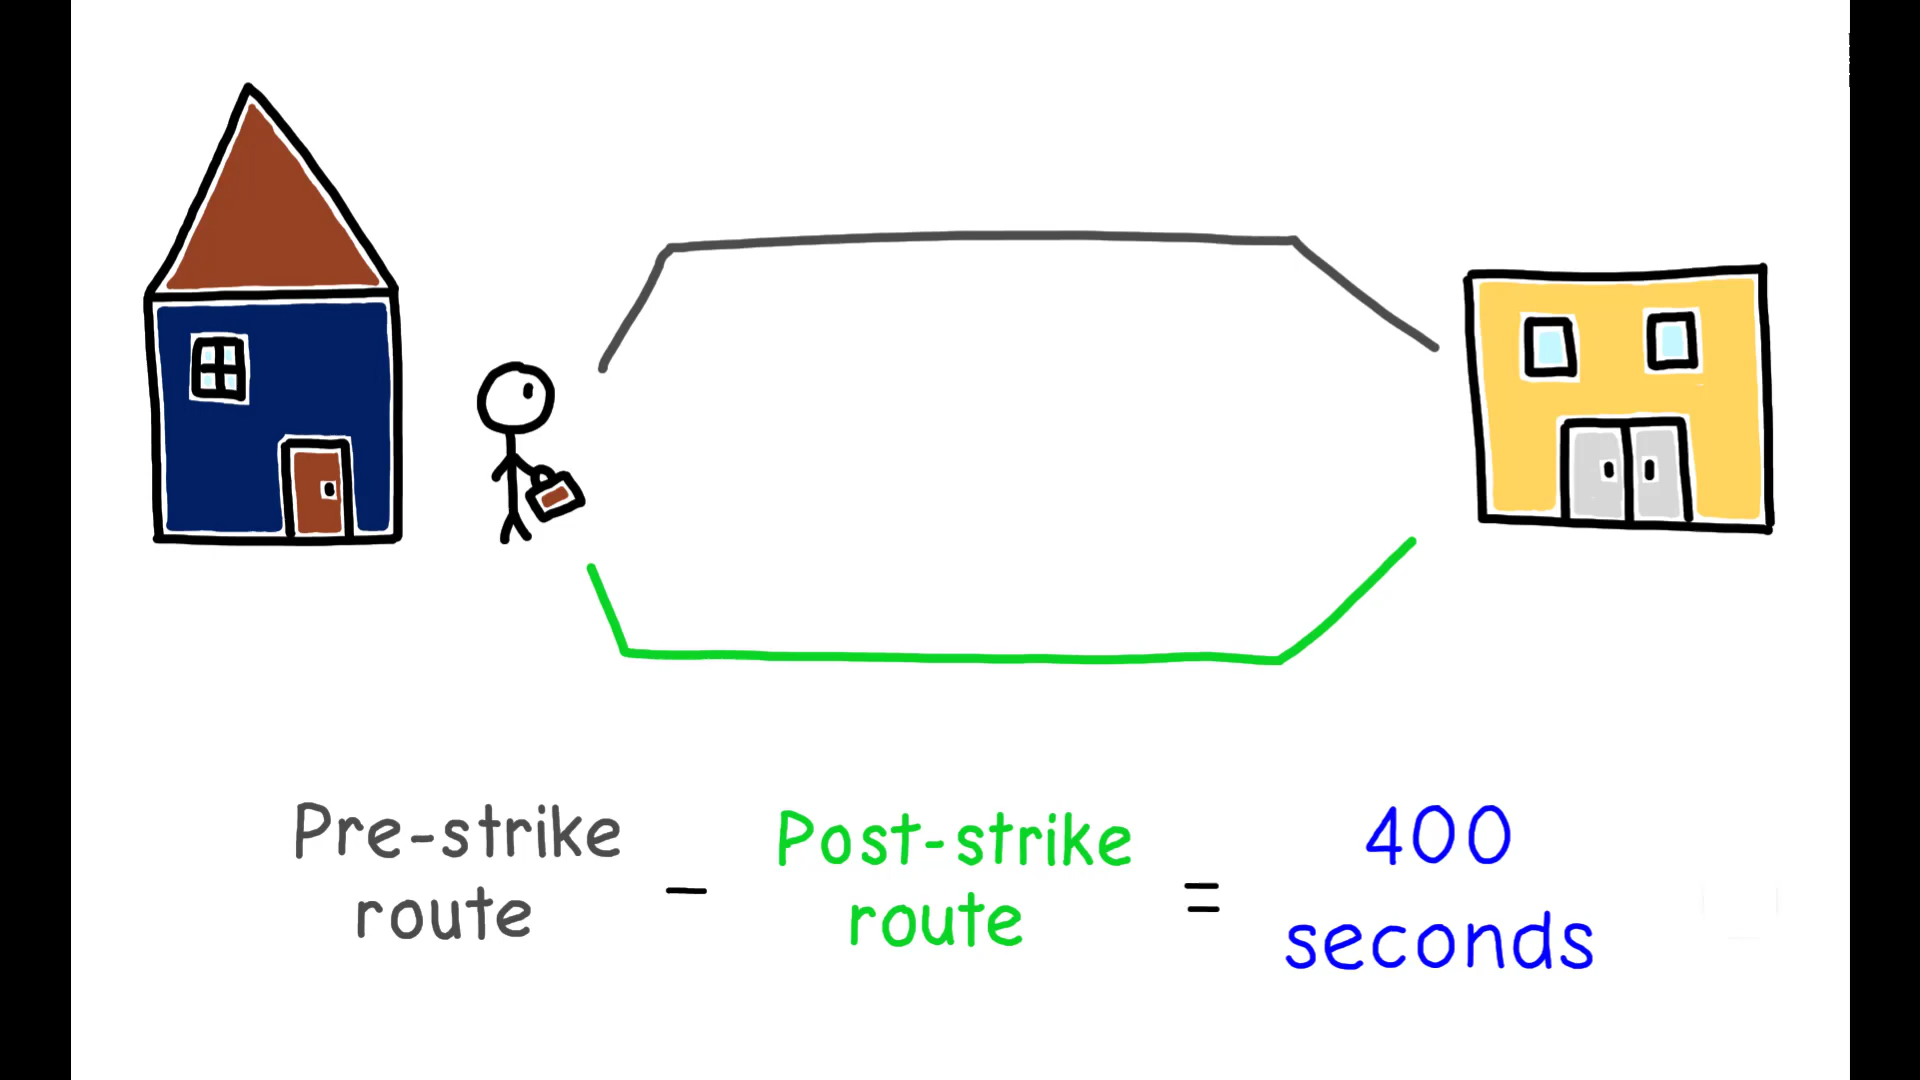 Pre-strike route - Post-strike route = 400 seconds